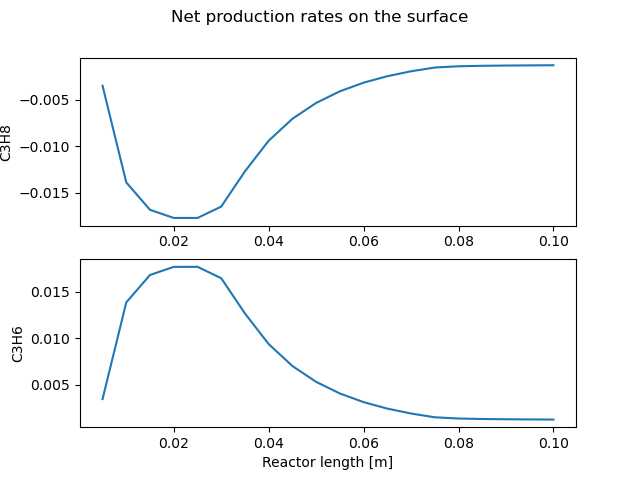 Net production rates on the surface
C3H8
−0.005
−0.010
−0.015
0.02 0.04 0.06 0.08 0.10
C3H6
0.015
0.010
0.005
0.02 0.04 0.06 0.08 0.10
Reactor length [m]